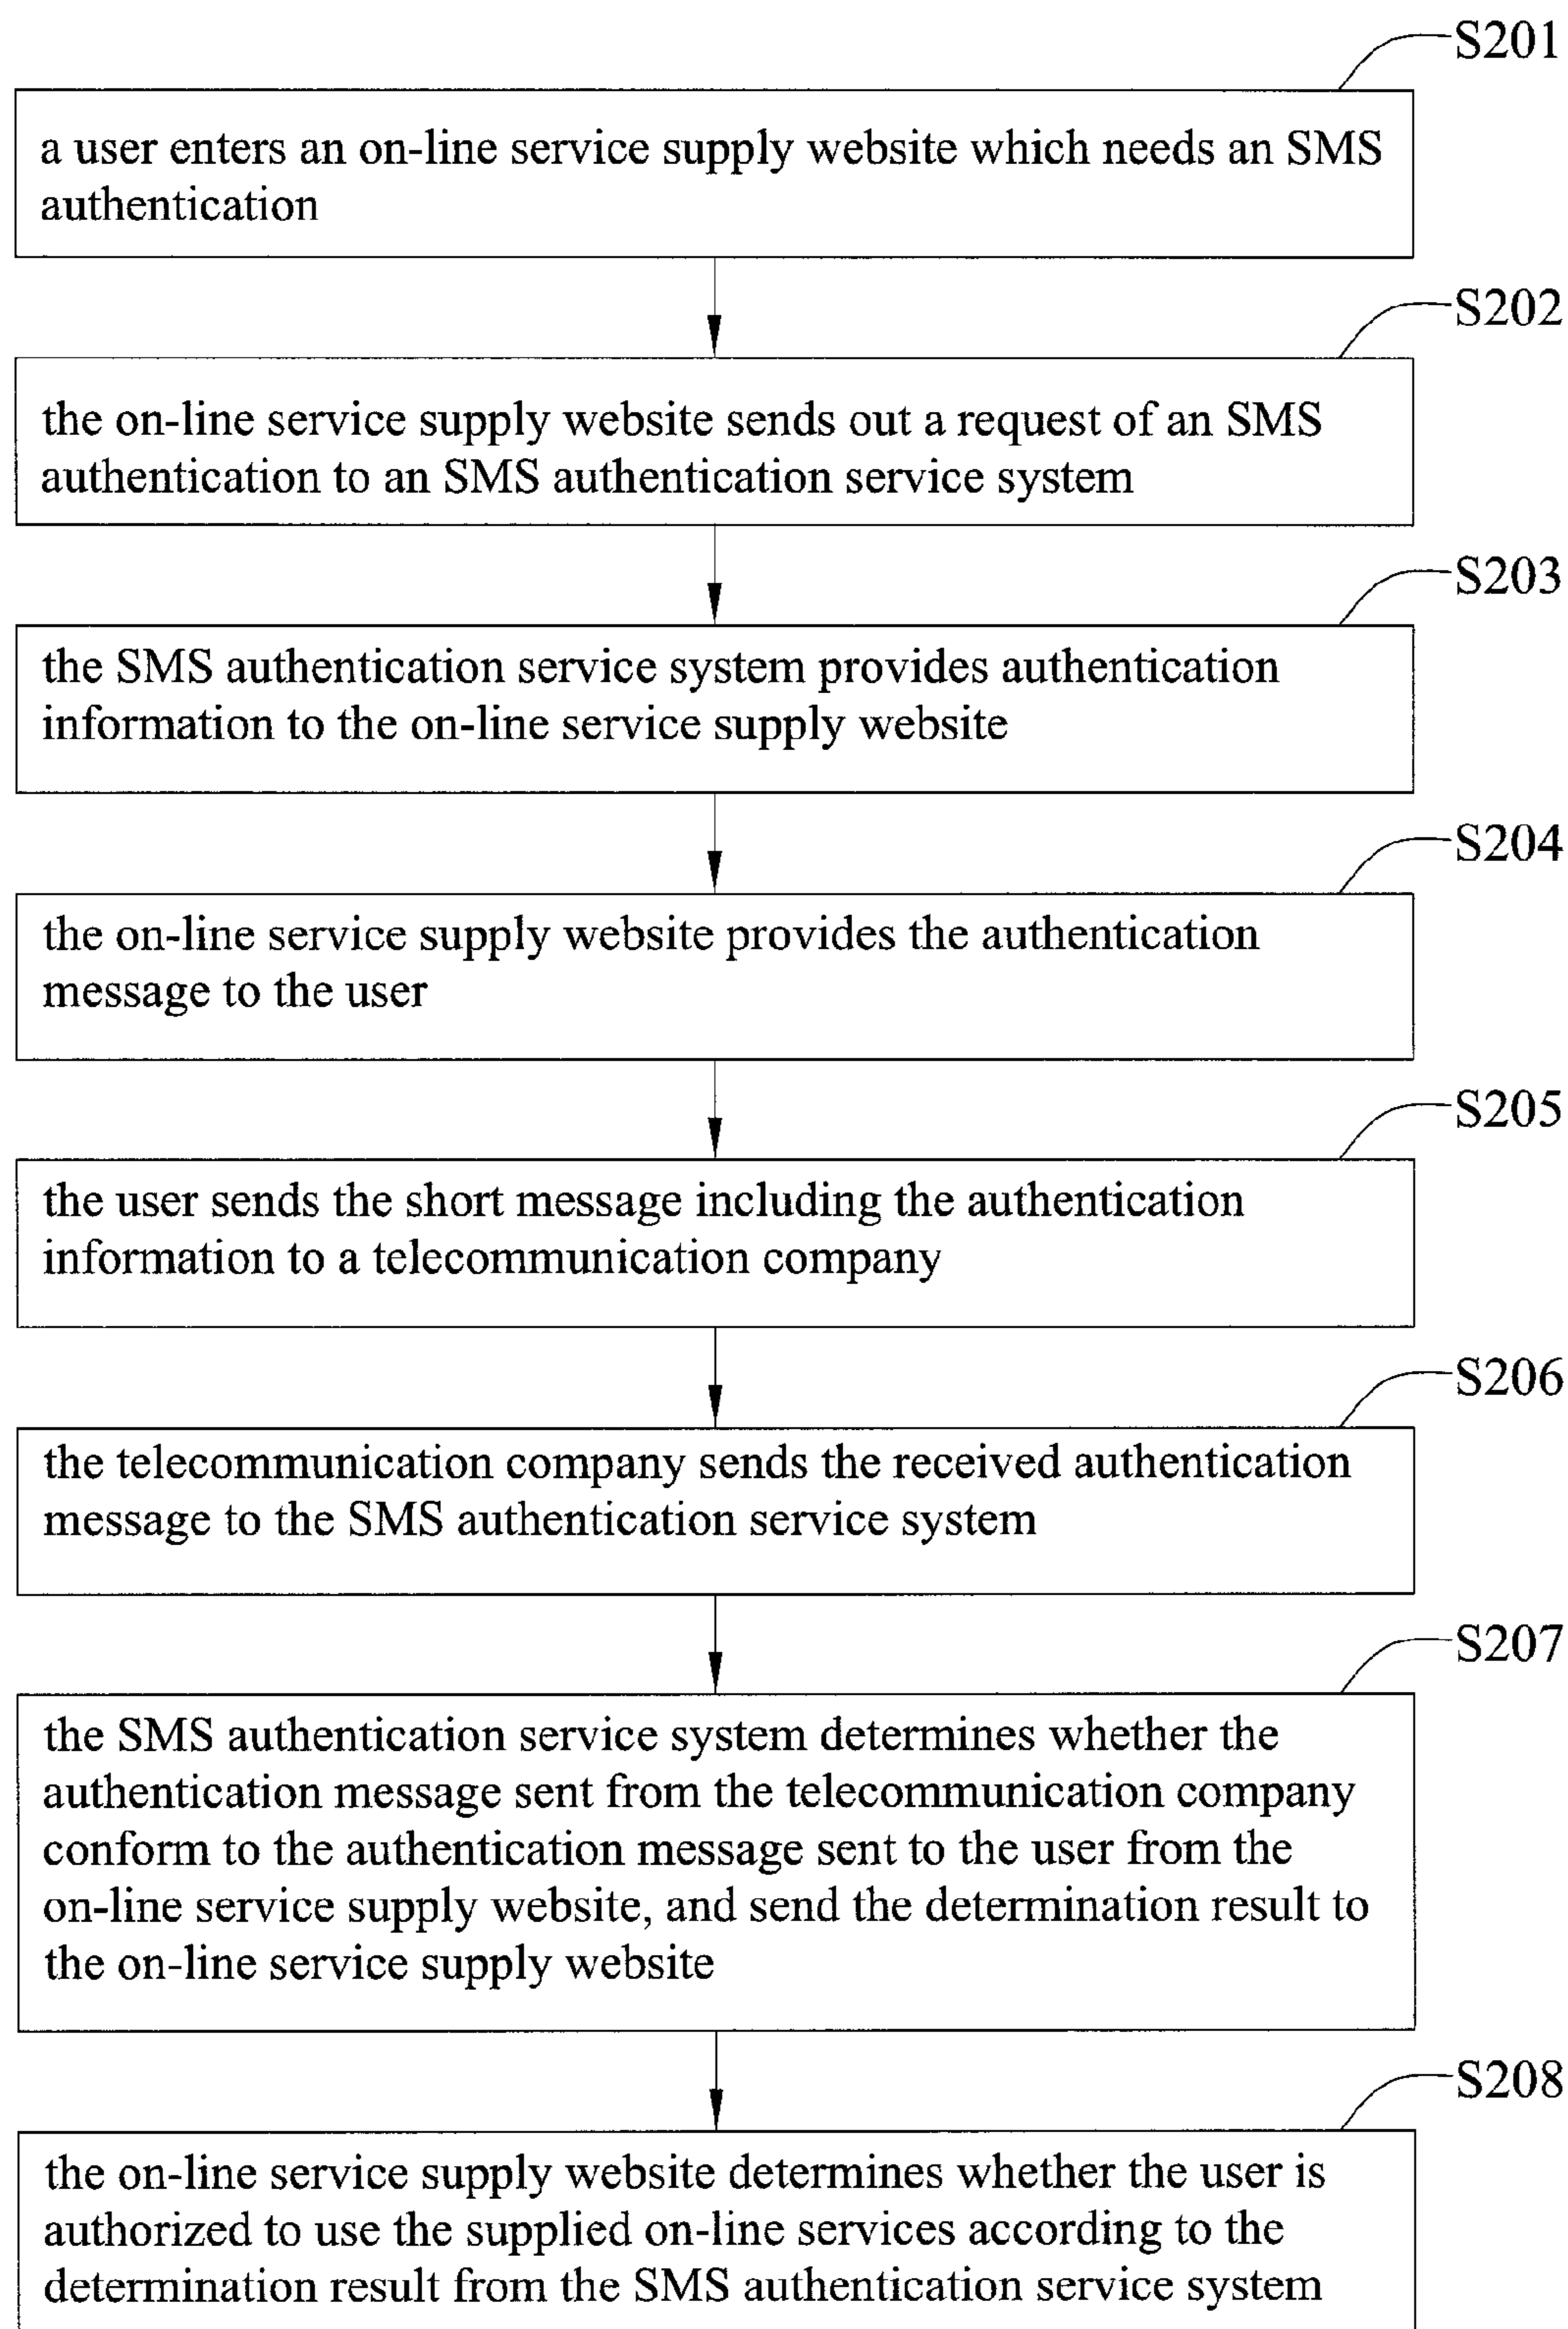 S201
a user enters an on-line service supply website which needs an SMS
authentication
S202
the on-line service supply website sends out a request of an SMS
authentication to an SMS authentication service system
S203
the SMS authentication service system provides authentication
information to the on-line service supply website
S204
the on-line service supply website provides the authentication
message to the user
S205
the user sends the short message including the authentication
information to a telecommunication company
S206
the telecommunication company sends the received authentication
message to the SMS authentication service system
S207
the SMS authentication service system determines whether the
authentication message sent from the telecommunication company
conform to the authentication message sent to the user from the
on-line service supply website, and send the determination result to
the on-line service supply website
S208
the on-line service supply website determines whether the user is
authorized to use the supplied on-line services according to the
determination result from the SMS authentication service system